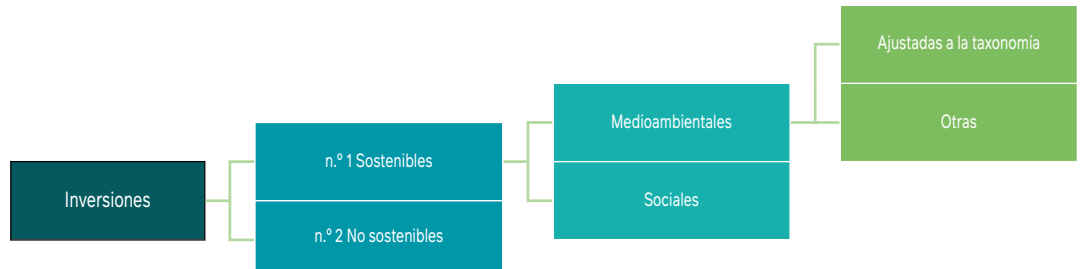 Inversiones
n.º 1 Sostenibles
n.º 2 No sostenibles
Medioambientales
Sociales
Ajustadas a la taxonomía
Otras